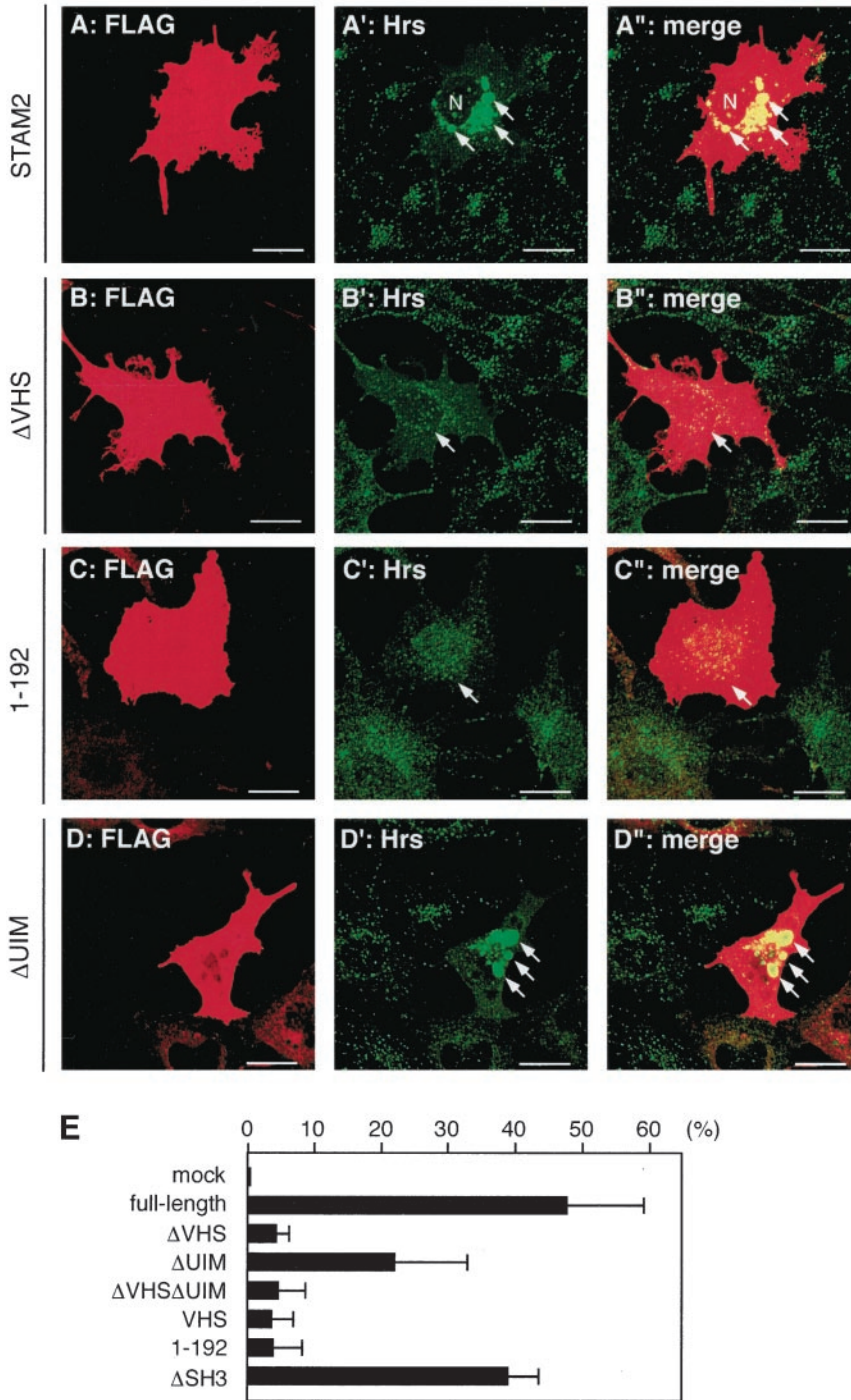 STAM2
A: FLAG
A': Hrs
N
A": merge
N
ΔVHS
B: FLAG
B': Hrs
B": merge
1-192
C: FLAG
C': Hrs
C": merge
ΔUIM
D: FLAG
D': Hrs
D": merge
E
0 10 20 30 40 50 60 (%)
mock
full-length
ΔVHS
ΔUIM
ΔVHSΔUIM
VHS
1-192
ΔSH3